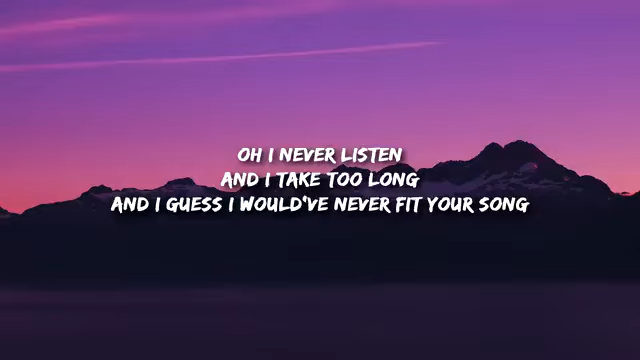 OH I NEVER LISTEN
AND I TAKE TOO LONG
AND I GUESS I WOULD'VE NEVER FIT YOUR SONG